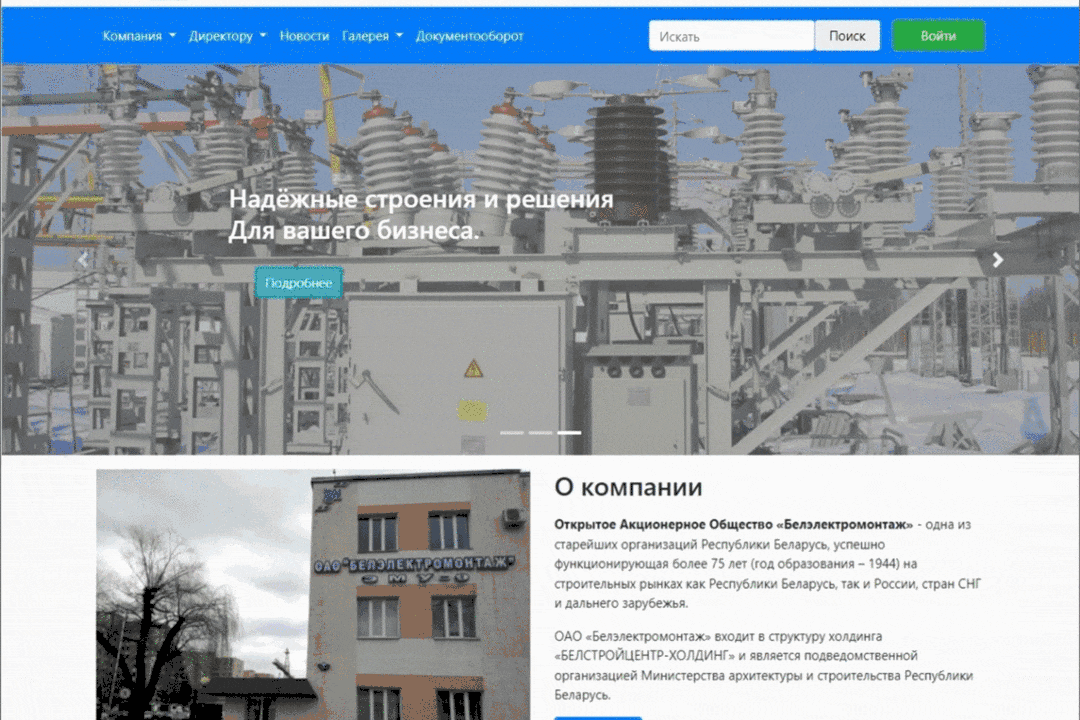 Компания Директору Новости Галерея Документооборот Искать Поиск Войти
Надёжные строения и решения
Для вашего бизнеса.
Подробнее
ОАО "БЕЛЭЛЕКТРОМОНТАЖ"
О компании
Открытое Акционерное Общество «Белэлектромонтаж» - одна из
старейших организаций Республики Беларусь, успешно
функционирующая более 75 лет (год образования – 1944) на
строительных рынках как Республики Беларусь, так и России, стран СНГ
и дальнего зарубежья.
ОАО «Белэлектромонтаж» входит в структуру холдинга
«БЕЛСТРОЙЦЕНТР-ХОЛДИНГ» и является подведомственной
организацией Министерства архитектуры и строительства Республики
Беларусь.